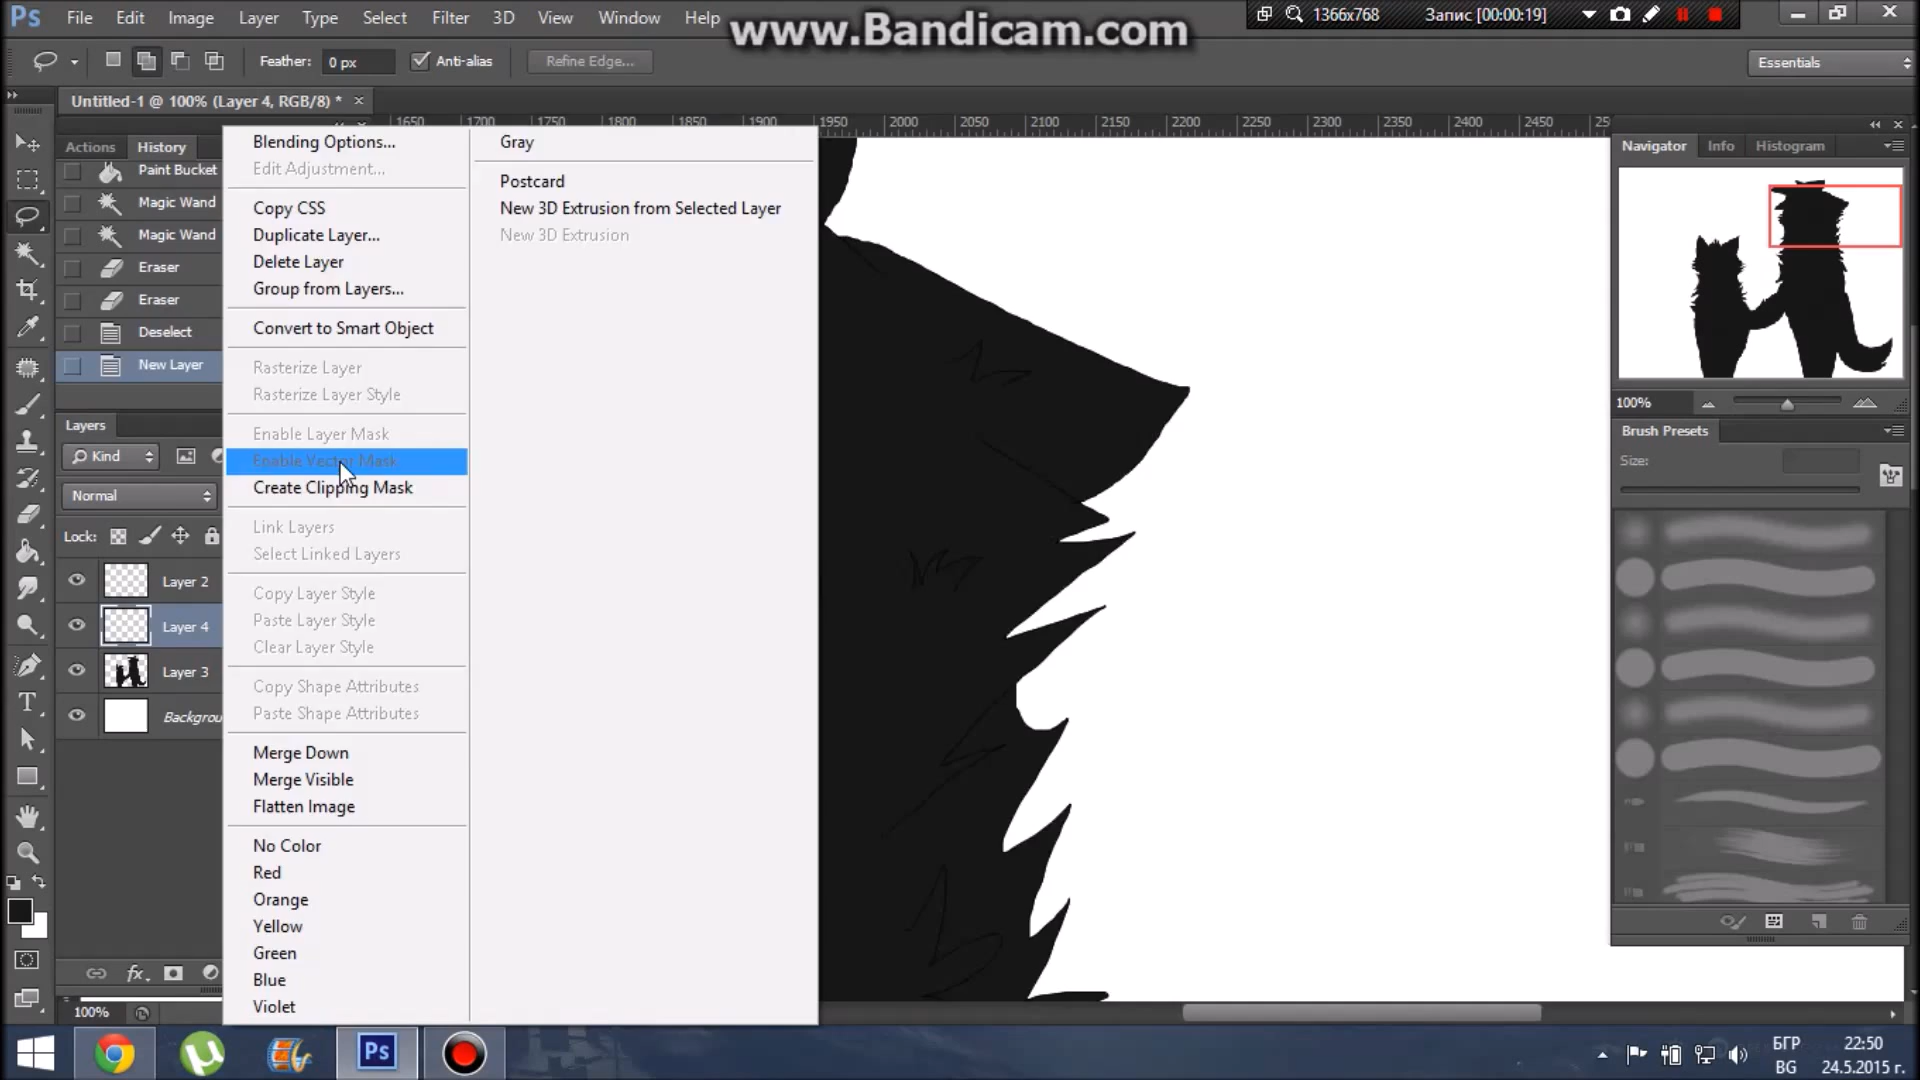 Ps File Edit Image Layer Type Select Filter 3D View Window Help
www.Bandicam.com
1366x768 Запис [00:00:19]
Feather: 0 px Anti-alias Refine Edge... Essentials
Untitled-1 @ 100% (Layer 4, RGB/8) * ×
1650 1700 1750 1800 1850 1900 1950 2000 2050 2100 2150 2200 2250 2300 2350 2400 2450 25
Actions History
Paint Bucket
Magic Wand
Magic Wand
Eraser
Eraser
Deselect
New Layer
Layers
Kind
Normal
Lock:
Layer 2
Layer 4
Layer 3
Backgrou
fx.
100%
Blending Options...
Edit Adjustment...
Copy CSS
Duplicate Layer...
Delete Layer
Group from Layers...
Convert to Smart Object
Rasterize Layer
Rasterize Layer Style
Enable Layer Mask
Enable Vector Mask
Create Clipping Mask
Link Layers
Select Linked Layers
Copy Layer Style
Paste Layer Style
Clear Layer Style
Copy Shape Attributes
Paste Shape Attributes
Merge Down
Merge Visible
Flatten Image
No Color
Red
Orange
Yellow
Green
Blue
Violet
Gray
Postcard
New 3D Extrusion from Selected Layer
New 3D Extrusion
Navigator Info Histogram
100%
Brush Presets
Size:
Ps
БГР
BG
22:50
24.5.2015 г.